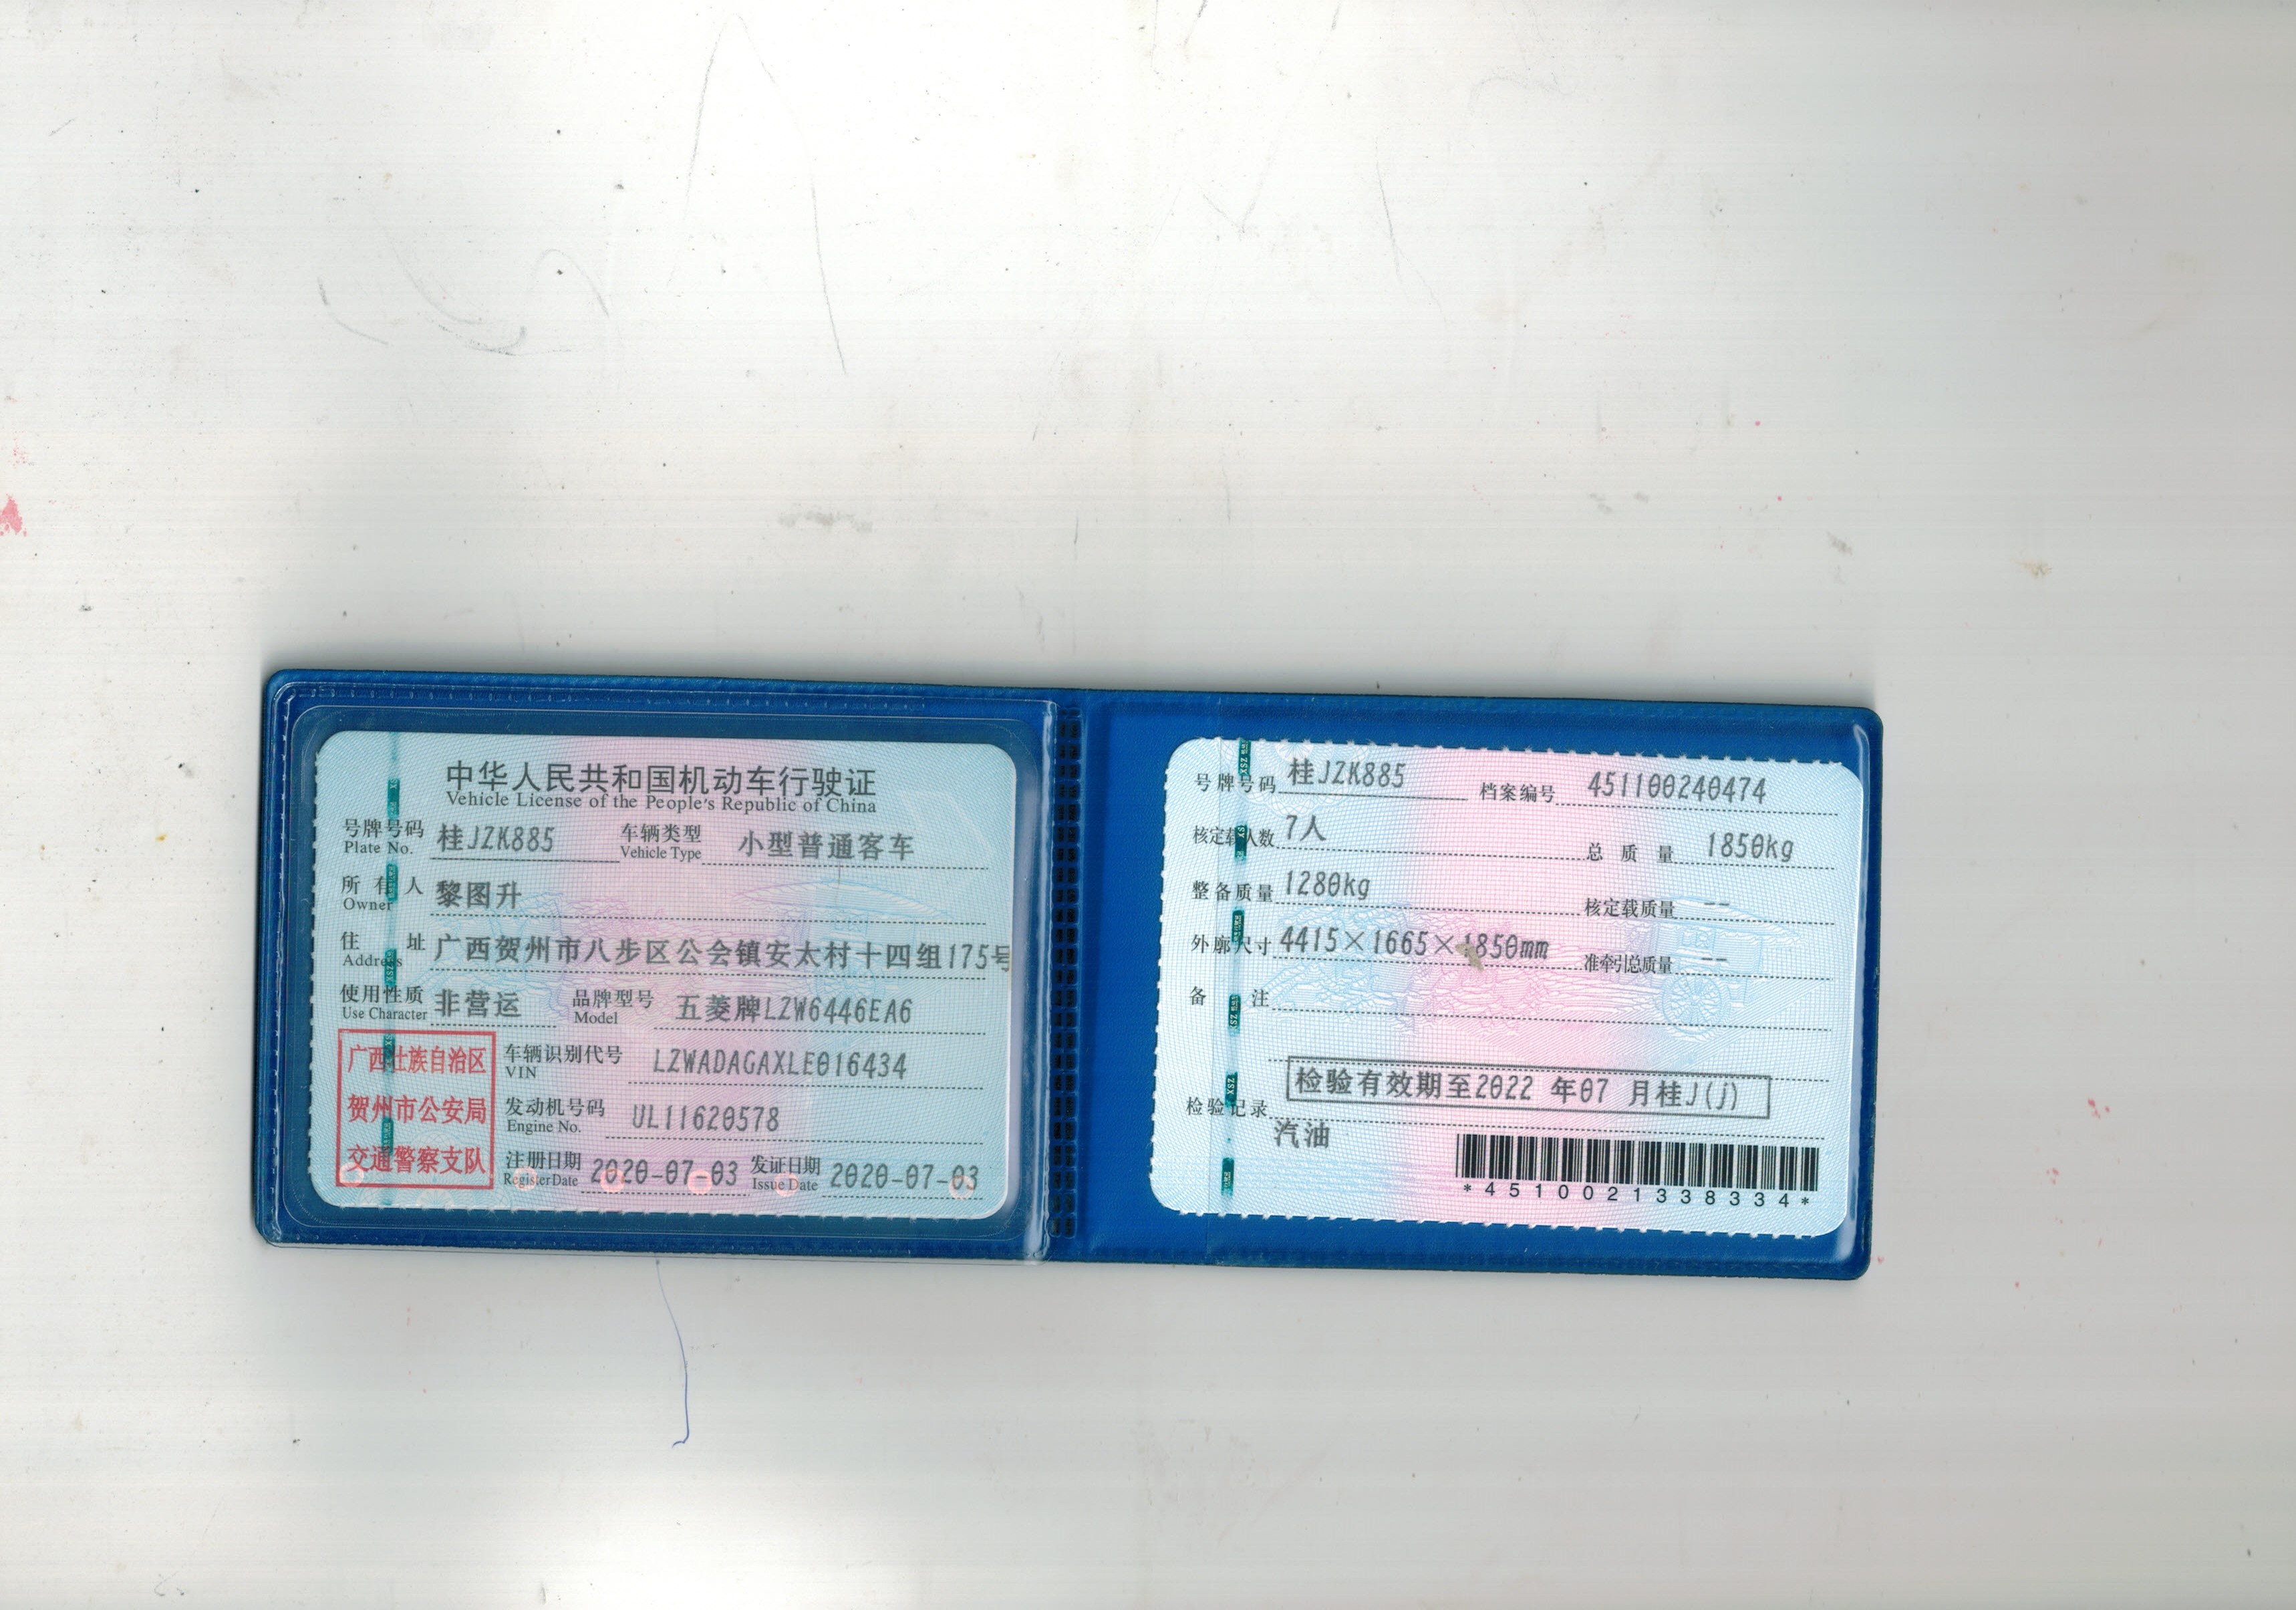 中华人民共和国机动车行驶证
Vehicle License of the People's Republic of China
号牌号码 桂JZK885 车辆类型 小型普通客车
Plate No. Vehicle Type
所有人 黎图升
Owner
住址 广西贺州市八步区公会镇安太村十四组175号
Address
使用性质 非营运 品牌型号 五菱牌LZW6446EA6
Use Character Model
广西壮族自治区
贺州市公安局
交通警察支队
车辆识别代号 LZWADAGAXLE016434
VIN
发动机号码 UL11620578
Engine No.
注册日期 2020-07-03 发证日期 2020-07-03
Register Date Issue Date
号牌号码 桂JZK885 档案编号 451100240474
核定载人数 7人 总质量 1850kg
整备质量 1280kg 核定载质量 --
外廓尺寸 4415×1665×1850mm 准牵引总质量 --
备注
检验有效期至2022 年07 月桂J(j)
检验记录
汽油
*4510021338334*